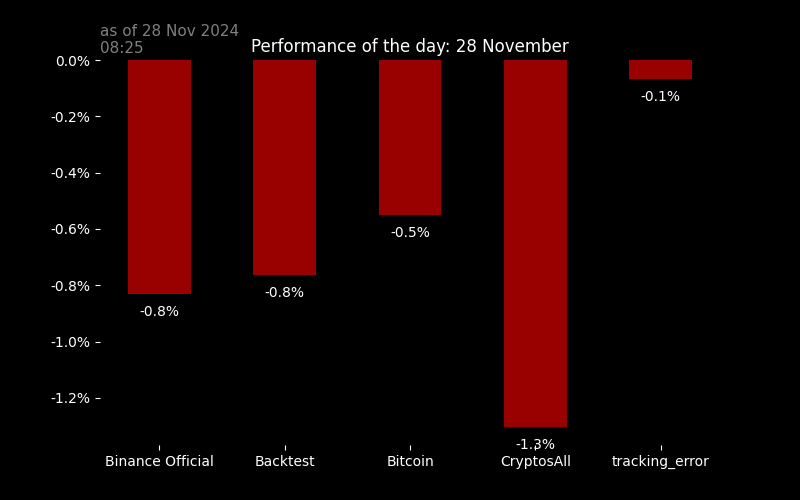 as of 28 Nov 2024
08:25
Performance of the day: 28 November
0.0%
-0.2%
-0.4%
-0.6%
-0.8%
-1.0%
-1.2%
-0.8%
-0.8%
-0.5%
-1.3%
-0.1%
Binance Official
Backtest
Bitcoin
CryptosAll
tracking_error